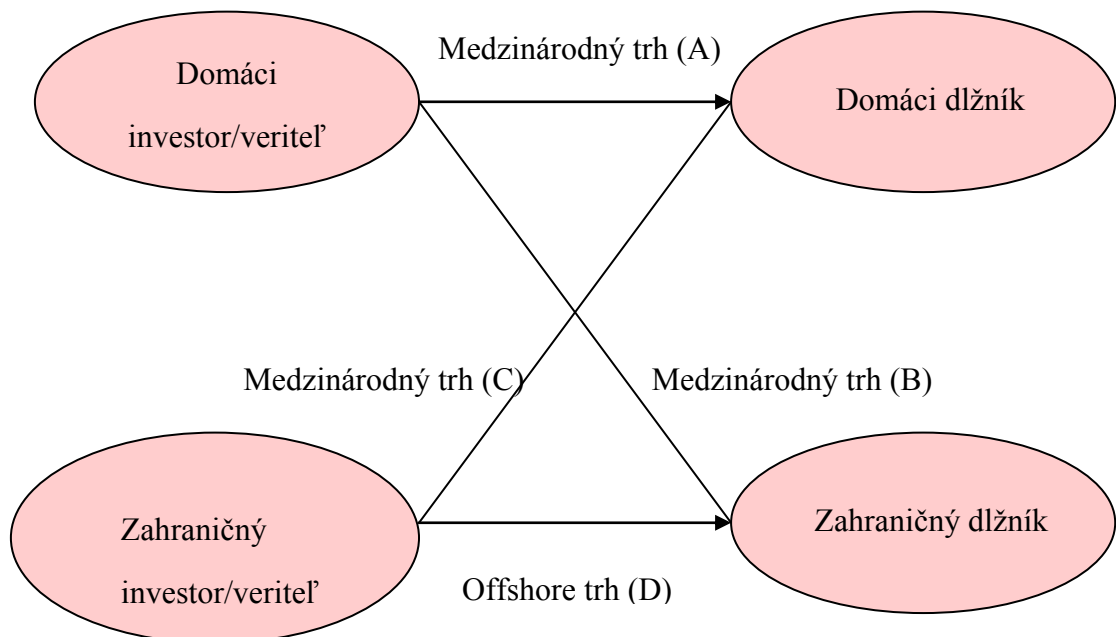 Medzinárodný trh (A)
Domáci
investor/veriteľ
Domáci dlžník
Medzinárodný trh (C)
Medzinárodný trh (B)
Zahraničný
investor/veriteľ
Zahraničný dlžník
Offshore trh (D)